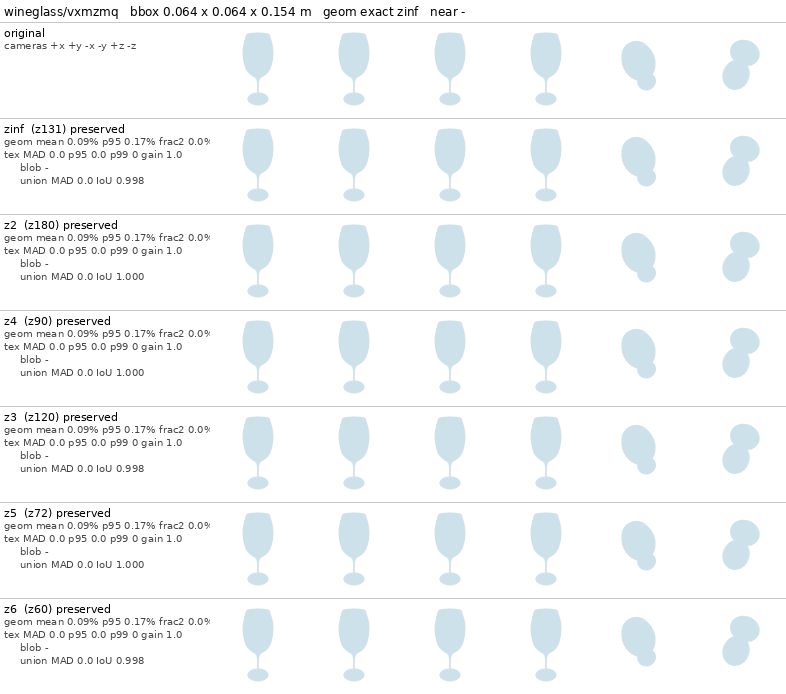 wineglass/vxmzmq   bbox 0.064 x 0.064 x 0.154 m   geom exact zinf   near -
original
cameras +x +y -x -y +z -z
zinf  (z131) preserved
geom mean 0.09% p95 0.17% frac2 0.0%
tex MAD 0.0 p95 0.0 p99 0 gain 1.0
blob -
union MAD 0.0 IoU 0.998
z2  (z180) preserved
geom mean 0.09% p95 0.17% frac2 0.0%
tex MAD 0.0 p95 0.0 p99 0 gain 1.0
blob -
union MAD 0.0 IoU 1.000
z4  (z90) preserved
geom mean 0.09% p95 0.17% frac2 0.0%
tex MAD 0.0 p95 0.0 p99 0 gain 1.0
blob -
union MAD 0.0 IoU 1.000
z3  (z120) preserved
geom mean 0.09% p95 0.17% frac2 0.0%
tex MAD 0.0 p95 0.0 p99 0 gain 1.0
blob -
union MAD 0.0 IoU 0.998
z5  (z72) preserved
geom mean 0.09% p95 0.17% frac2 0.0%
tex MAD 0.0 p95 0.0 p99 0 gain 1.0
blob -
union MAD 0.0 IoU 1.000
z6  (z60) preserved
geom mean 0.09% p95 0.17% frac2 0.0%
tex MAD 0.0 p95 0.0 p99 0 gain 1.0
blob -
union MAD 0.0 IoU 0.998